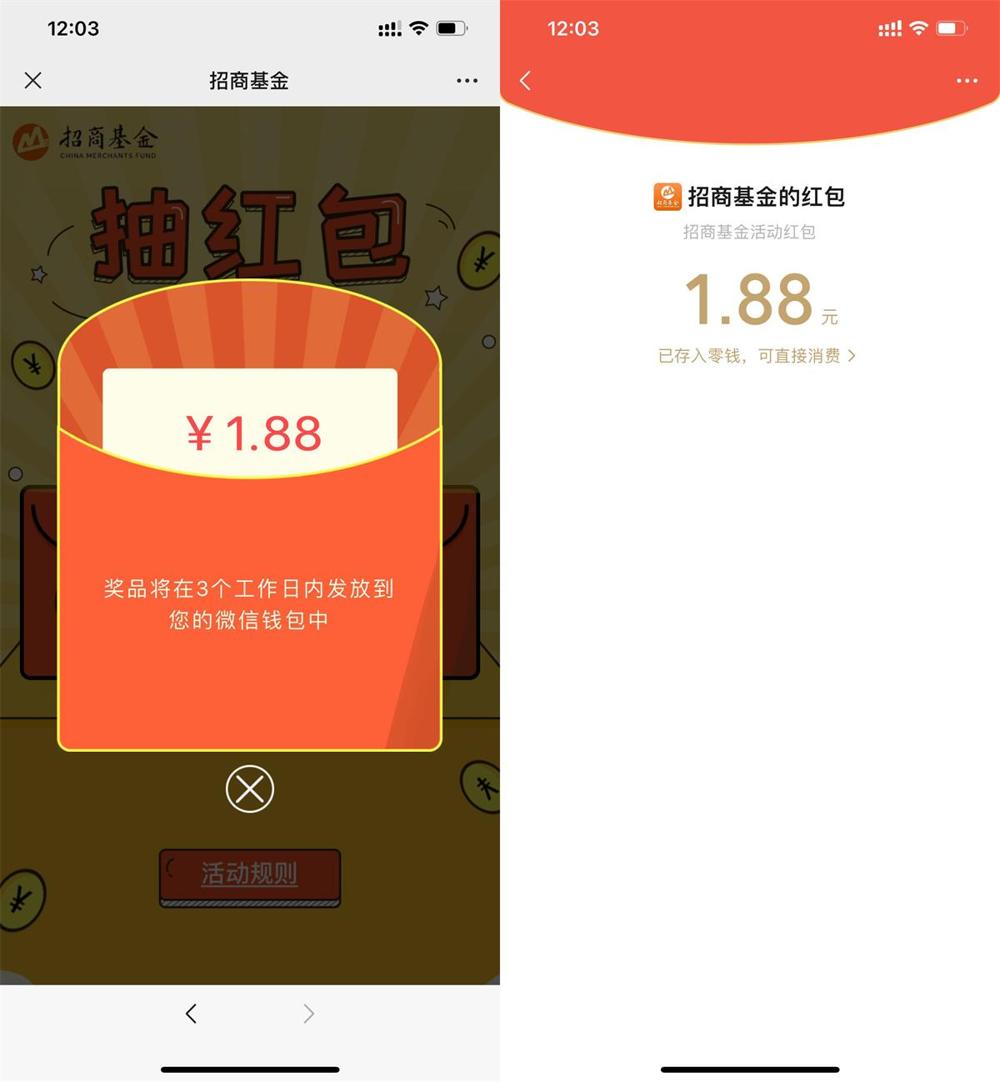 12:03
招商基金
招商基金
CHINA MERCHANTS FUND
抽红包
¥1.88
奖品将在3个工作日内发放到
您的微信钱包中
活动规则
12:03
招商基金的红包
招商基金活动红包
1.88元
已存入零钱，可直接消费